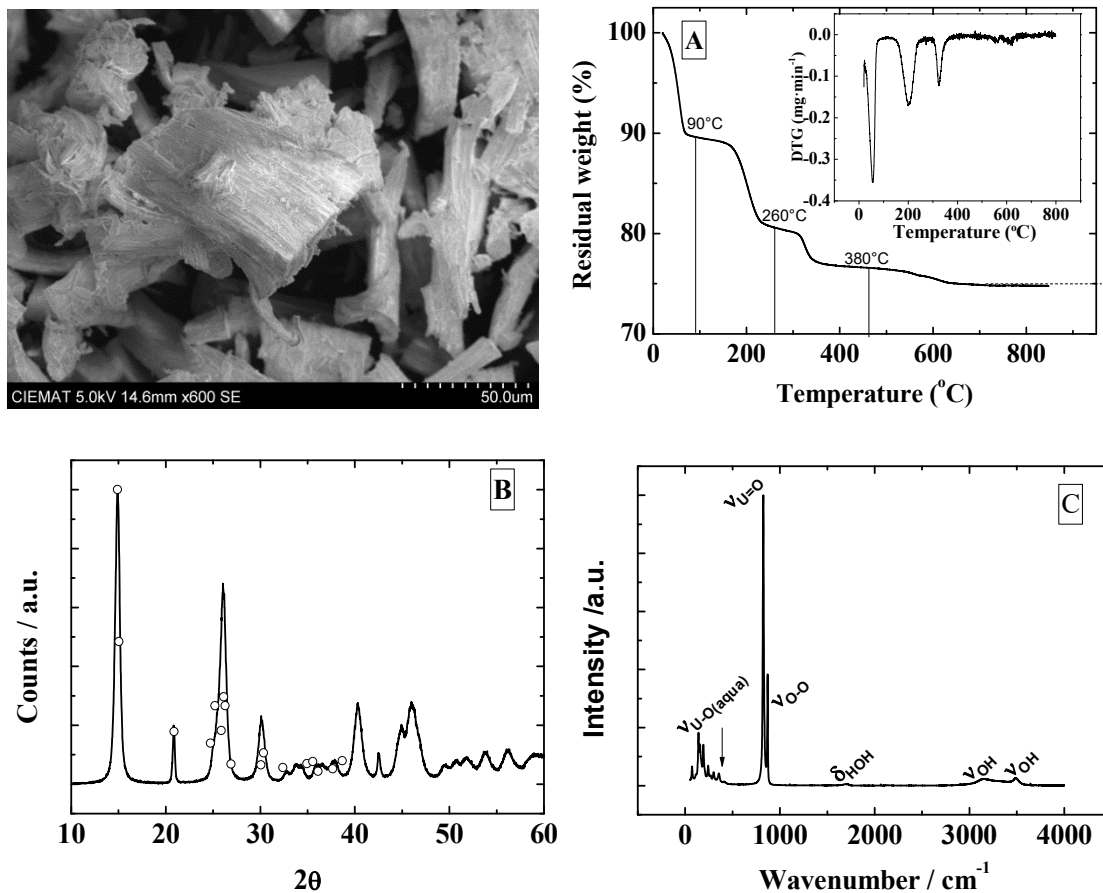 CIEMAT 5.0kV 14.6mm x600 SE
50.0um
A
Residual weight (%)
100
90
80
70
90°C
260°C
380°C
0 200 400 600 800
Temperature (°C)
DTG (mg·min⁻¹)
0.0
-0.1
-0.2
-0.3
-0.4
0 200 400 600 800
Temperature (ºC)
B
Counts / a.u.
10 20 30 40 50 60
2θ
C
Intensity /a.u.
νU=O
νO-O
νU-O(aqua)
δHOH
νOH
νOH
0 1000 2000 3000 4000
Wavenumber / cm⁻¹